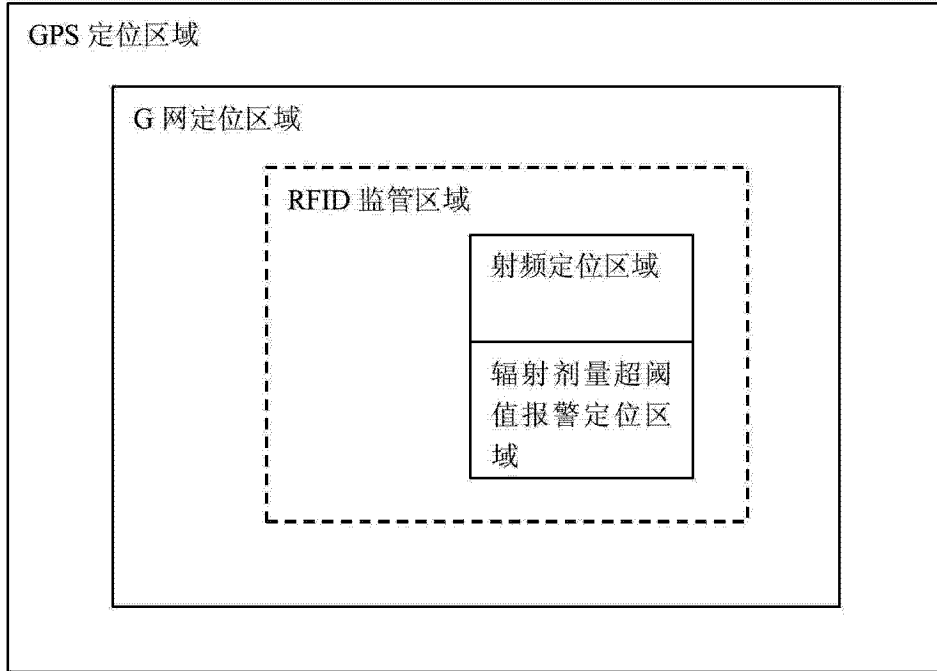 GPS 定位区域
G 网定位区域
RFID 监管区域
射频定位区域
辐射剂量超阈
值报警定位区
域